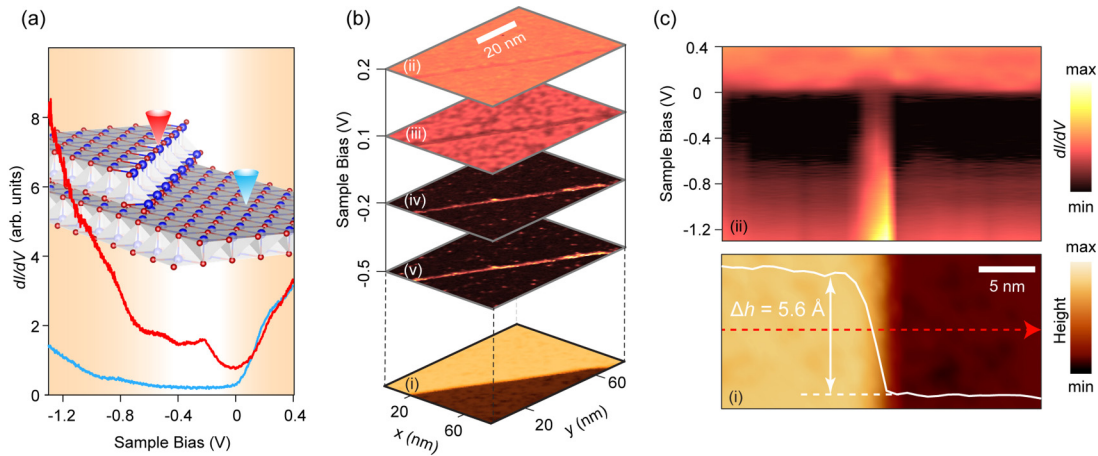 (a)
dI/dV (arb. units)
8
6
4
2
0
-1.2
-0.8
-0.4
0
0.4
Sample Bias (V)
(b)
20 nm
(ii)
(iii)
(iv)
(v)
(i)
Sample Bias (V)
0.2
0.1
-0.2
-0.5
20
60
x (nm)
20
60
y (nm)
(c)
Sample Bias (V)
0.4
0
-0.4
-0.8
-1.2
(ii)
max
dI/dV
min
Δh = 5.6 Å
5 nm
(i)
max
Height
min